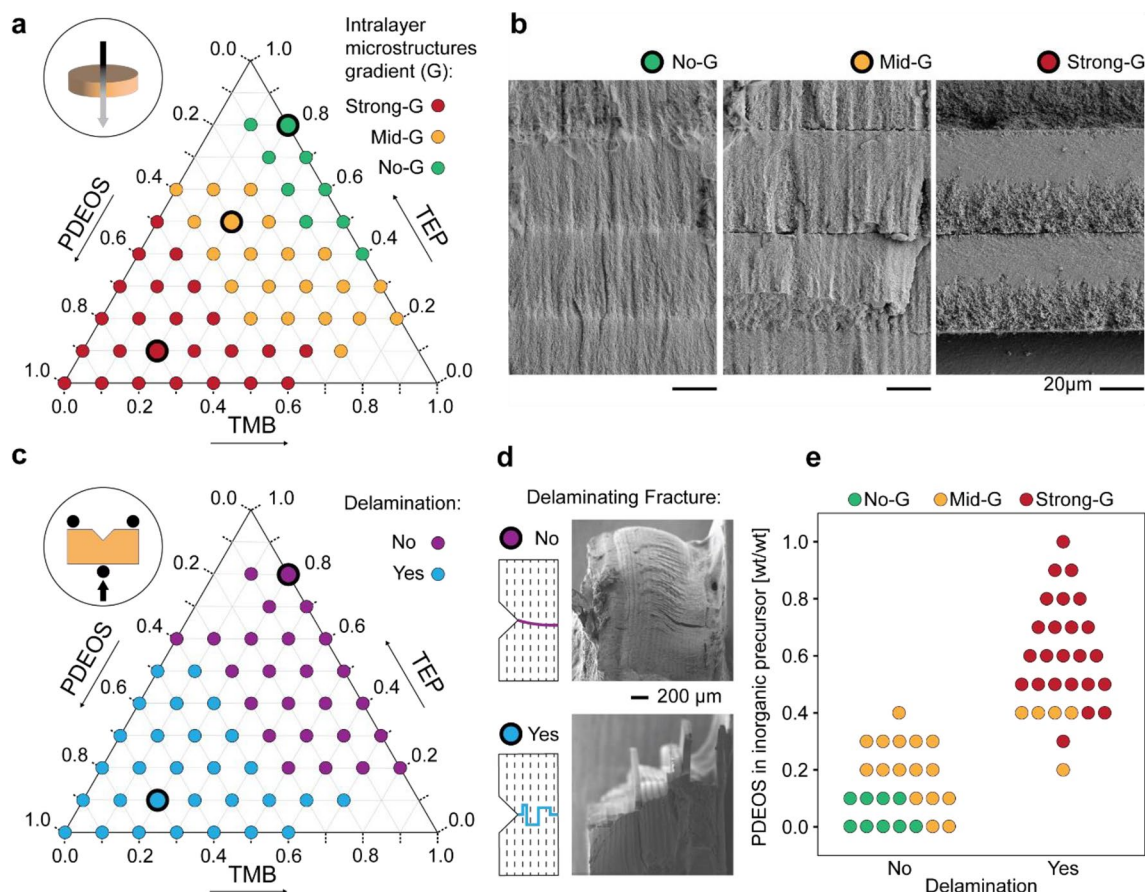 a
Intralayer
microstructures
gradient (G):
Strong-G
Mid-G
No-G
0.0
1.0
0.2
0.8
0.4
0.6
PDEOS
TEP
0.6
0.4
0.8
0.2
1.0
0.0
0.0
0.2
0.4
0.6
0.8
1.0
TMB
b
No-G
Mid-G
Strong-G
20µm
c
Delamination:
No
Yes
0.0
1.0
0.2
0.8
0.4
0.6
PDEOS
TEP
0.6
0.4
0.8
0.2
1.0
0.0
0.0
0.2
0.4
0.6
0.8
1.0
TMB
d
Delaminating Fracture:
No
200 µm
Yes
e
No-G
Mid-G
Strong-G
PDEOS in inorganic precursor [wt/wt]
1.0
0.8
0.6
0.4
0.2
0.0
No
Yes
Delamination